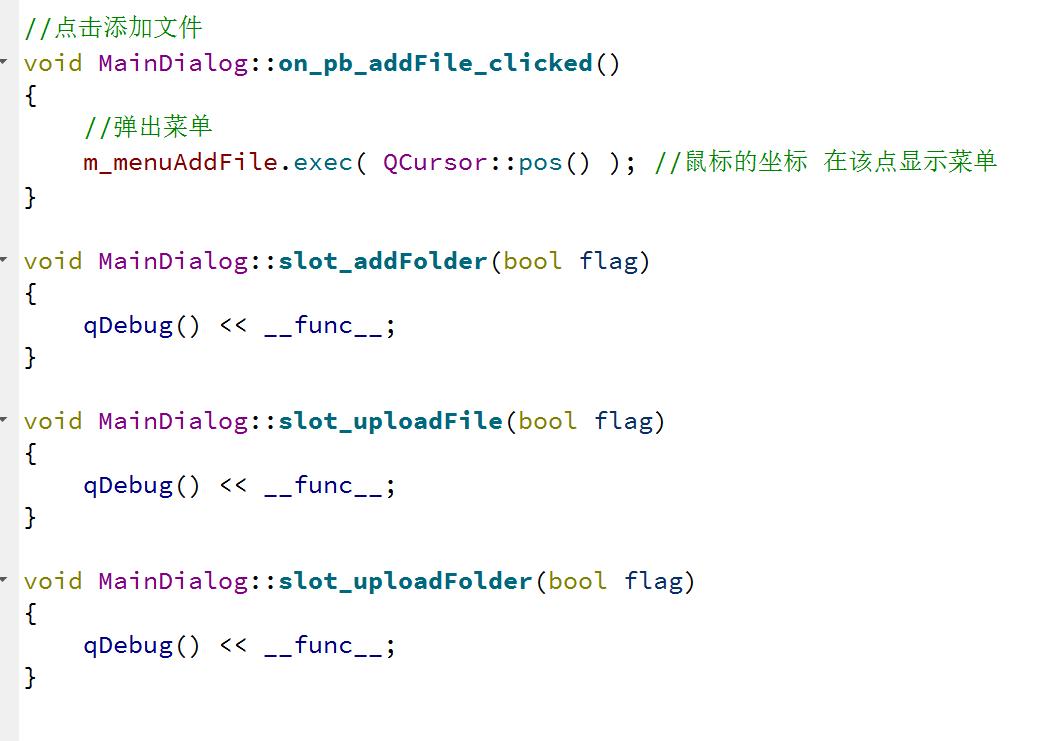 //点击添加文件
void MainDialog::on_pb_addFile_clicked()
{
    //弹出菜单
    m_menuAddFile.exec( QCursor::pos() ); //鼠标的坐标 在该点显示菜单
}

void MainDialog::slot_addFolder(bool flag)
{
    qDebug() << __func__;
}

void MainDialog::slot_uploadFile(bool flag)
{
    qDebug() << __func__;
}

void MainDialog::slot_uploadFolder(bool flag)
{
    qDebug() << __func__;
}